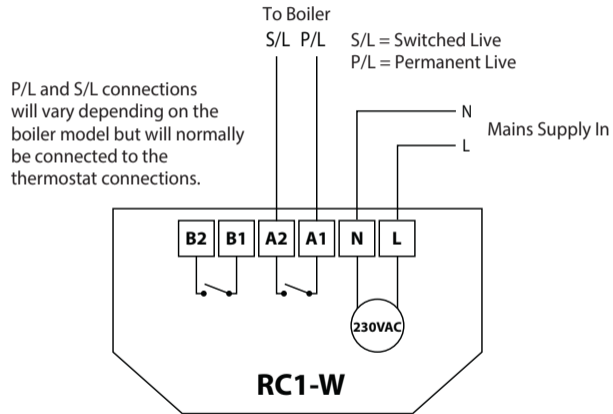 To Boiler
S/L P/L
S/L = Switched Live
P/L = Permanent Live
P/L and S/L connections
will vary depending on the
boiler model but will normally
be connected to the
thermostat connections.
N
L
Mains Supply In
B2 B1 A2 A1 N L
230VAC
RC1-W